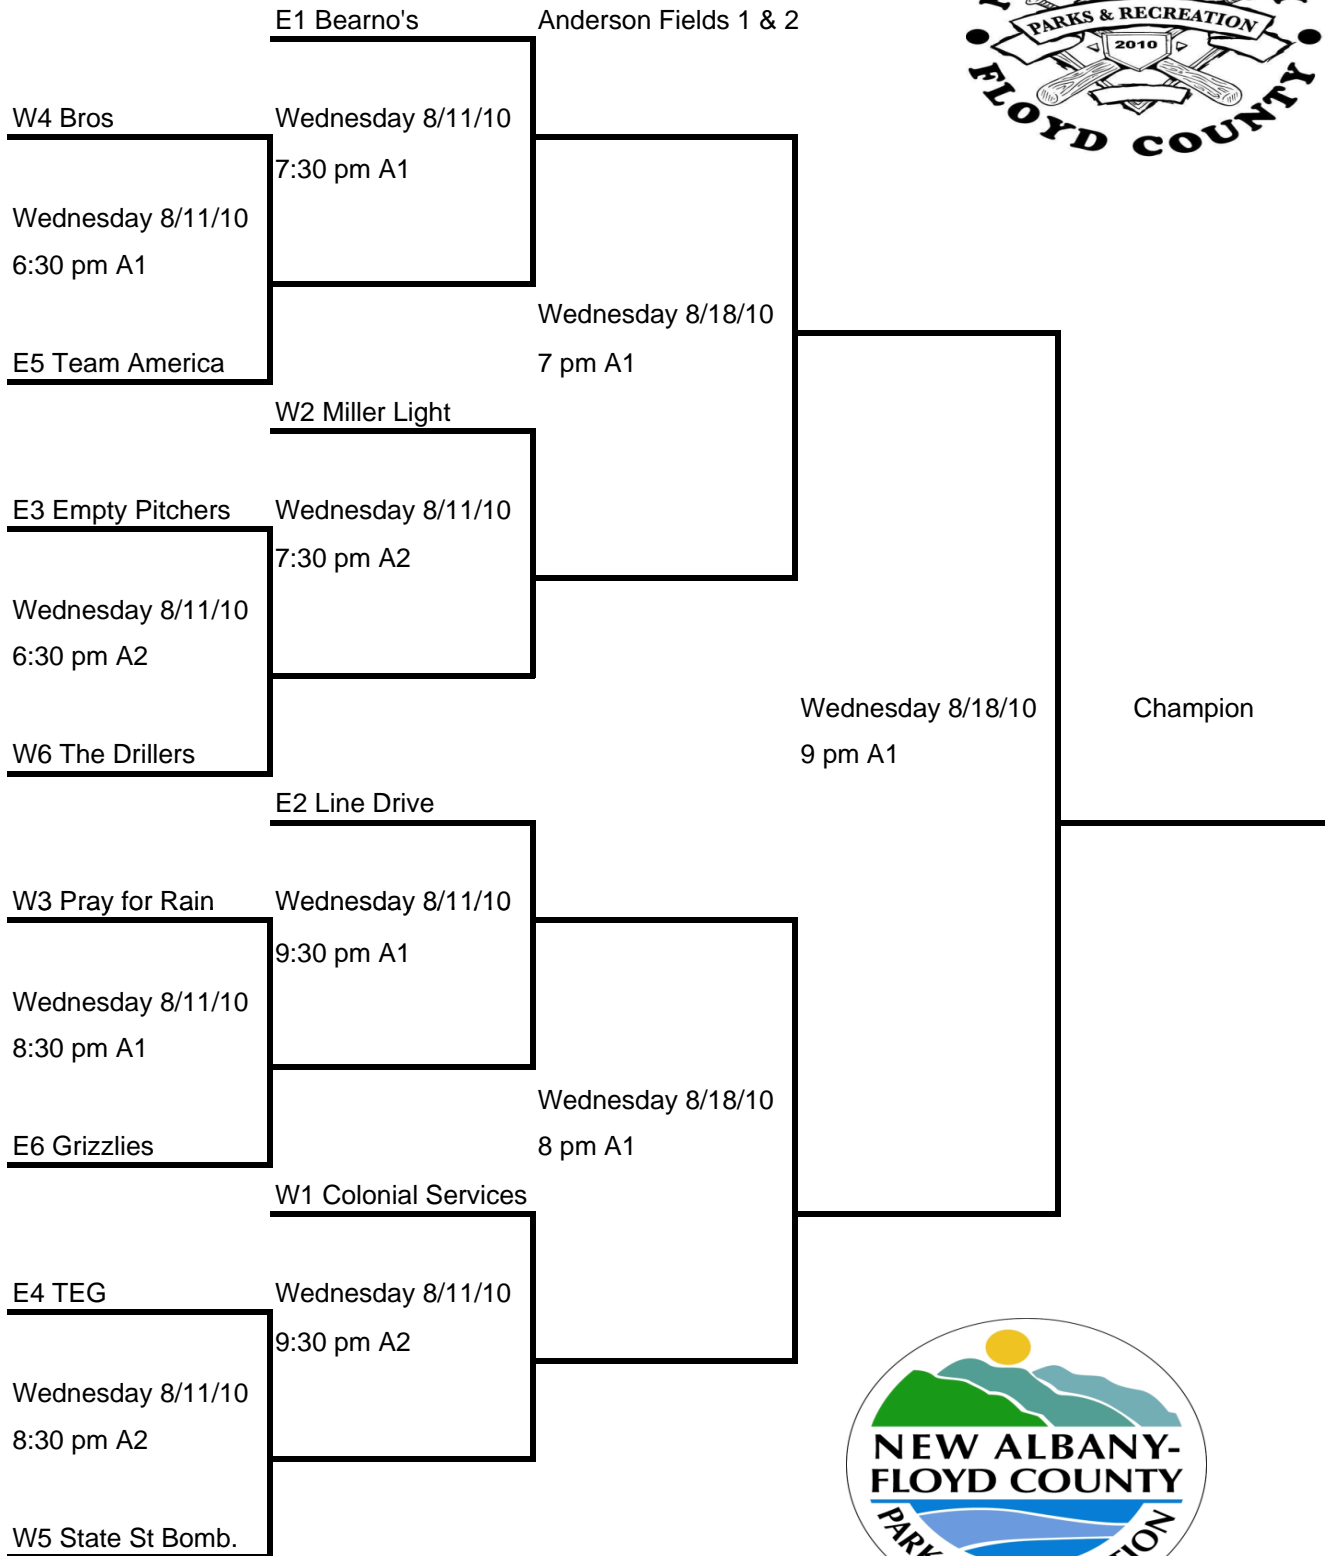 E1 Bearno's
Anderson Fields 1 & 2
PARKS & RECREATION
2010
FLOYD COUNTY
W4 Bros
Wednesday 8/11/10
7:30 pm A1
Wednesday 8/11/10
6:30 pm A1
Wednesday 8/18/10
7 pm A1
E5 Team America
W2 Miller Light
E3 Empty Pitchers
Wednesday 8/11/10
7:30 pm A2
Wednesday 8/11/10
6:30 pm A2
Wednesday 8/18/10
9 pm A1
Champion
W6 The Drillers
E2 Line Drive
W3 Pray for Rain
Wednesday 8/11/10
9:30 pm A1
Wednesday 8/11/10
8:30 pm A1
Wednesday 8/18/10
8 pm A1
E6 Grizzlies
W1 Colonial Services
E4 TEG
Wednesday 8/11/10
9:30 pm A2
Wednesday 8/11/10
8:30 pm A2
W5 State St Bomb.
NEW ALBANY-
FLOYD COUNTY